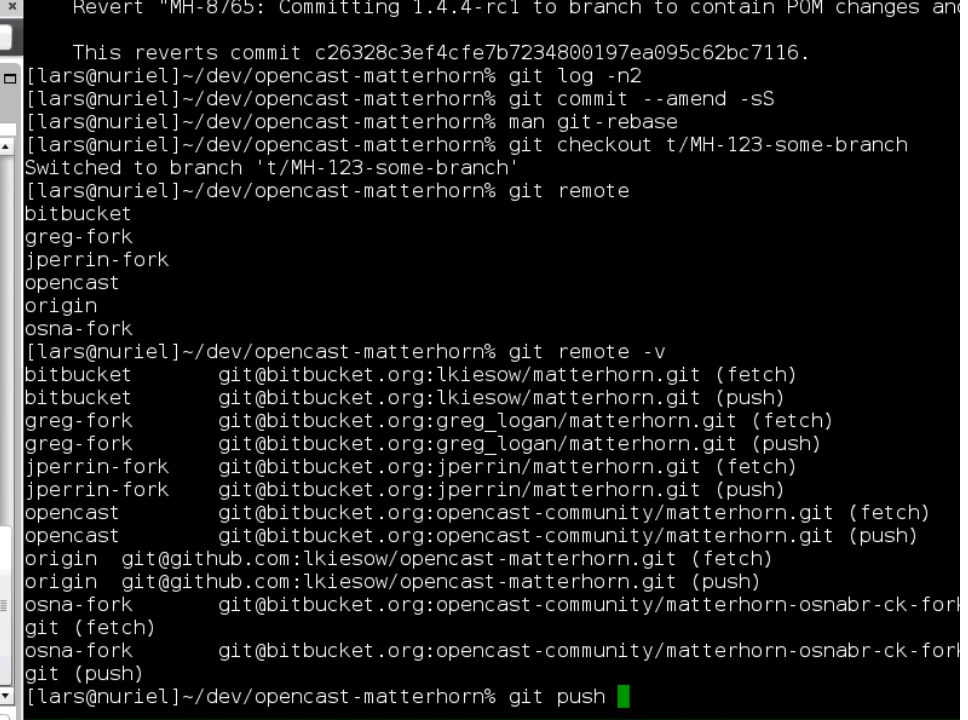 Revert "MH-8765: Committing 1.4.4-rc1 to branch to contain POM changes and
This reverts commit c26328c3ef4cfe7b7234800197ea095c62bc7116.
[lars@nuriel]~/dev/opencast-matterhorn% git log -n2
[lars@nuriel]~/dev/opencast-matterhorn% git commit --amend -sS
[lars@nuriel]~/dev/opencast-matterhorn% man git-rebase
[lars@nuriel]~/dev/opencast-matterhorn% git checkout t/MH-123-some-branch
Switched to branch 't/MH-123-some-branch'
[lars@nuriel]~/dev/opencast-matterhorn% git remote
bitbucket
greg-fork
jperrin-fork
opencast
origin
osna-fork
[lars@nuriel]~/dev/opencast-matterhorn% git remote -v
bitbucket git@bitbucket.org:lkiesow/matterhorn.git (fetch)
bitbucket git@bitbucket.org:lkiesow/matterhorn.git (push)
greg-fork git@bitbucket.org:greg_logan/matterhorn.git (fetch)
greg-fork git@bitbucket.org:greg_logan/matterhorn.git (push)
jperrin-fork git@bitbucket.org:jperrin/matterhorn.git (fetch)
jperrin-fork git@bitbucket.org:jperrin/matterhorn.git (push)
opencast git@bitbucket.org:opencast-community/matterhorn.git (fetch)
opencast git@bitbucket.org:opencast-community/matterhorn.git (push)
origin git@github.com:lkiesow/opencast-matterhorn.git (fetch)
origin git@github.com:lkiesow/opencast-matterhorn.git (push)
osna-fork git@bitbucket.org:opencast-community/matterhorn-osnabr-ck-fork
git (fetch)
osna-fork git@bitbucket.org:opencast-community/matterhorn-osnabr-ck-fork
git (push)
[lars@nuriel]~/dev/opencast-matterhorn% git push